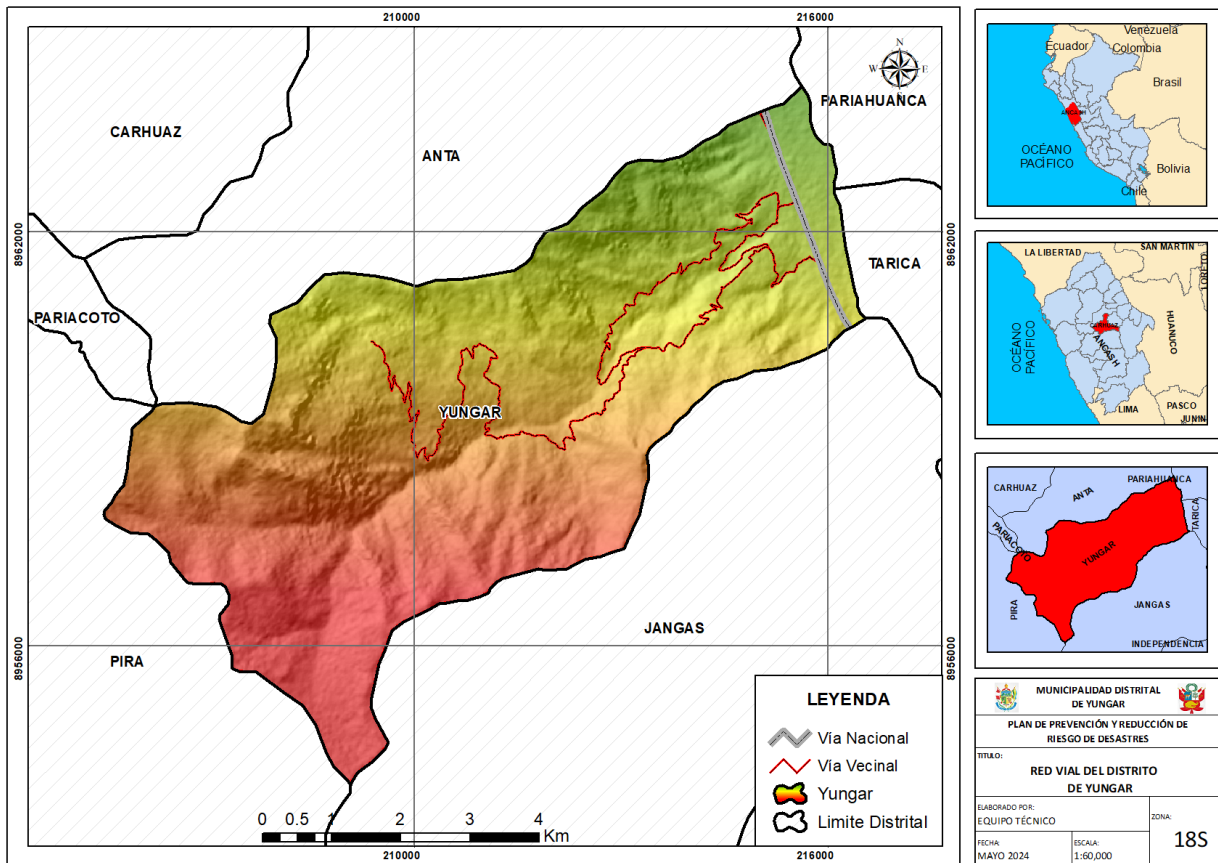 210000
216000
N
W
E
S
PARIAHUANCA
CARHUAZ
ANTA
8962000
8962000
TARICA
PARIACOTO
YUNGAR
JANGAS
PIRA
8956000
8956000
LEYENDA
Vía Nacional
Vía Vecinal
Yungar
Limite Distrital
0 0.5 1 2 3 4
Km
210000
216000
Venezuela
Ecuador
Colombia
Brasil
ANCASH
OCÉANO
PACÍFICO
Bolivia
Chile
LA LIBERTAD
SAN MARTIN
LORETO
HUANUCO
CARHUAZ
ANCASH
OCÉANO
PACÍFICO
LIMA
PASCO
JUNIN
CARHUAZ
ANTA
PARIAHUANCA
TARICA
PARIACOTO
YUNGAR
PIRA
JANGAS
INDEPENDENCIA
MUNICIPALIDAD DISTRITAL
DE YUNGAR
PLAN DE PREVENCIÓN Y REDUCCIÓN DE
RIESGO DE DESASTRES
TITULO:
RED VIAL DEL DISTRITO
DE YUNGAR
ELABORADO POR:
EQUIPO TÉCNICO
ZONA:
18S
FECHA:
MAYO 2024
ESCALA:
1:60,000